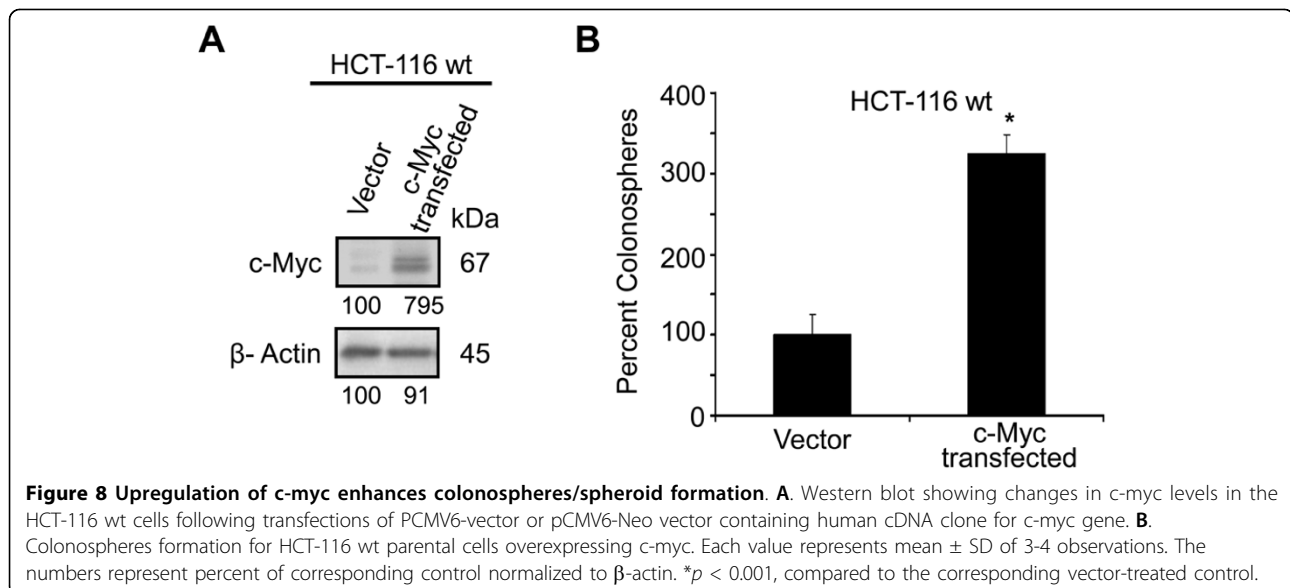 A
HCT-116 wt
Vector
c-Myc
transfected
kDa
c-Myc
67
100 795
β- Actin
45
100 91
B
HCT-116 wt
*
Percent Colonospheres
400
300
200
100
0
Vector
c-Myc
transfected
Figure 8 Upregulation of c-myc enhances colonospheres/spheroid formation. A. Western blot showing changes in c-myc levels in the
HCT-116 wt cells following transfections of PCMV6-vector or pCMV6-Neo vector containing human cDNA clone for c-myc gene. B.
Colonospheres formation for HCT-116 wt parental cells overexpressing c-myc. Each value represents mean ± SD of 3-4 observations. The
numbers represent percent of corresponding control normalized to β-actin. *p < 0.001, compared to the corresponding vector-treated control.